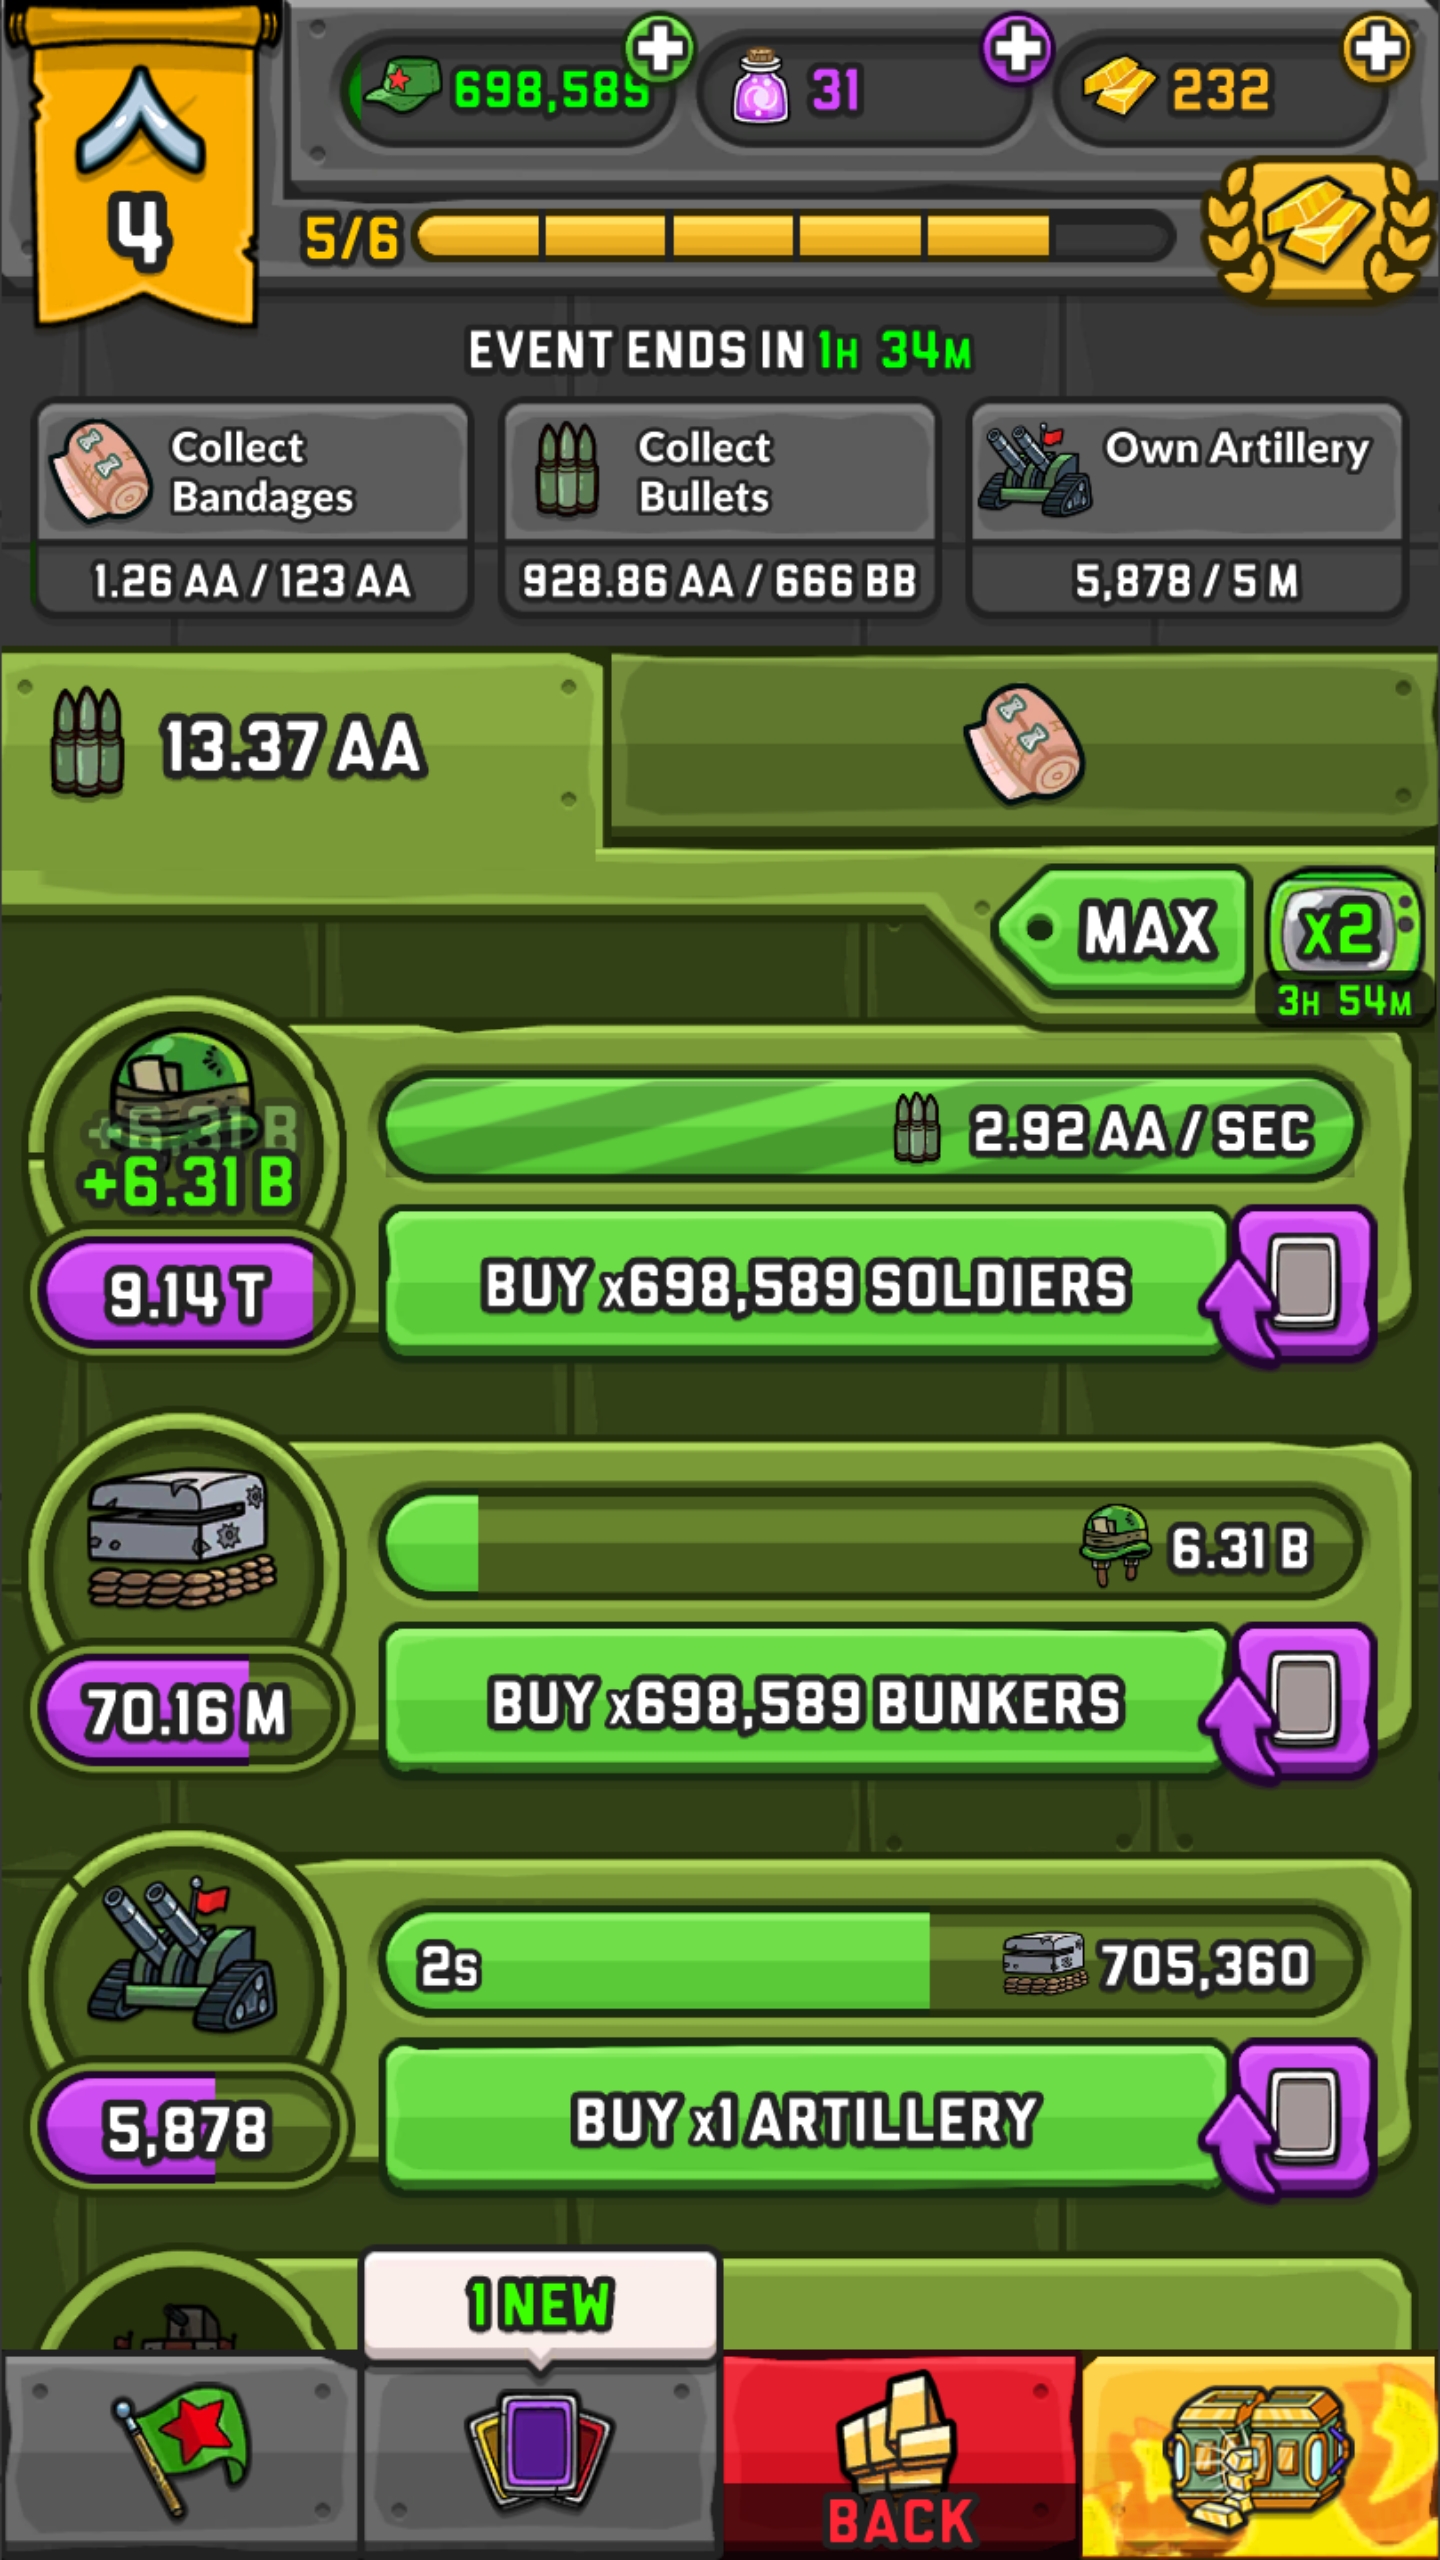 698,589
31
232
4
5/6
EVENT ENDS IN 1H 34M
Collect
Bandages
1.26 AA / 123 AA
Collect
Bullets
928.86 AA / 666 BB
Own Artillery
5,878 / 5 M
13.37 AA
MAX
x2
3H 54M
+6.31 B
+6.31 B
2.92 AA / SEC
9.14 T
BUY x698,589 SOLDIERS
6.31 B
70.16 M
BUY x698,589 BUNKERS
2s
705,360
5,878
BUY x1 ARTILLERY
1 NEW
BACK